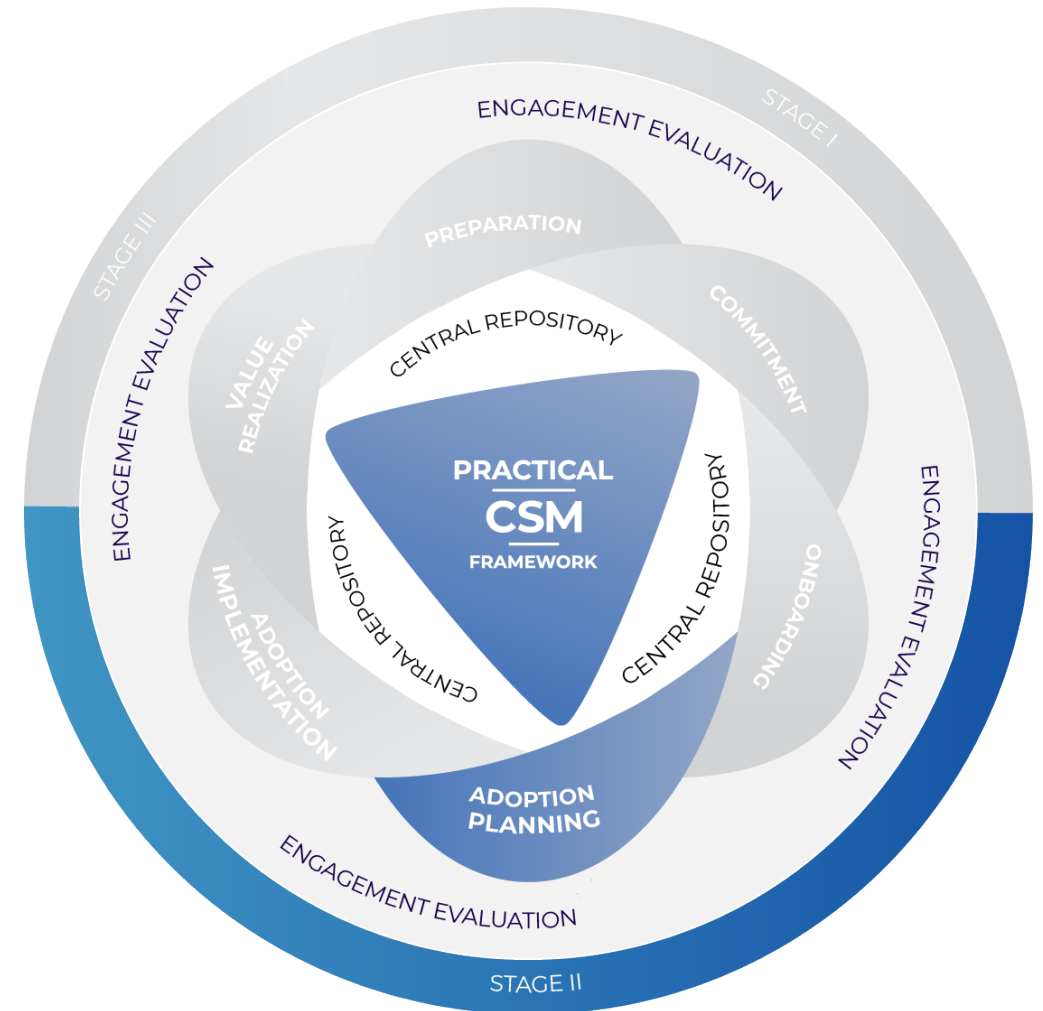 STAGE I
ENGAGEMENT EVALUATION
PREPARATION
STAGE III
ENGAGEMENT EVALUATION
VALUE
REALIZATION
CENTRAL REPOSITORY
COMMITMENT
PRACTICAL
CSM
FRAMEWORK
CENTRAL REPOSITORY
CENTRAL REPOSITORY
ENGAGEMENT EVALUATION
ONBOARDING
ADOPTION
IMPLEMENTATION
ADOPTION
PLANNING
ENGAGEMENT EVALUATION
STAGE II